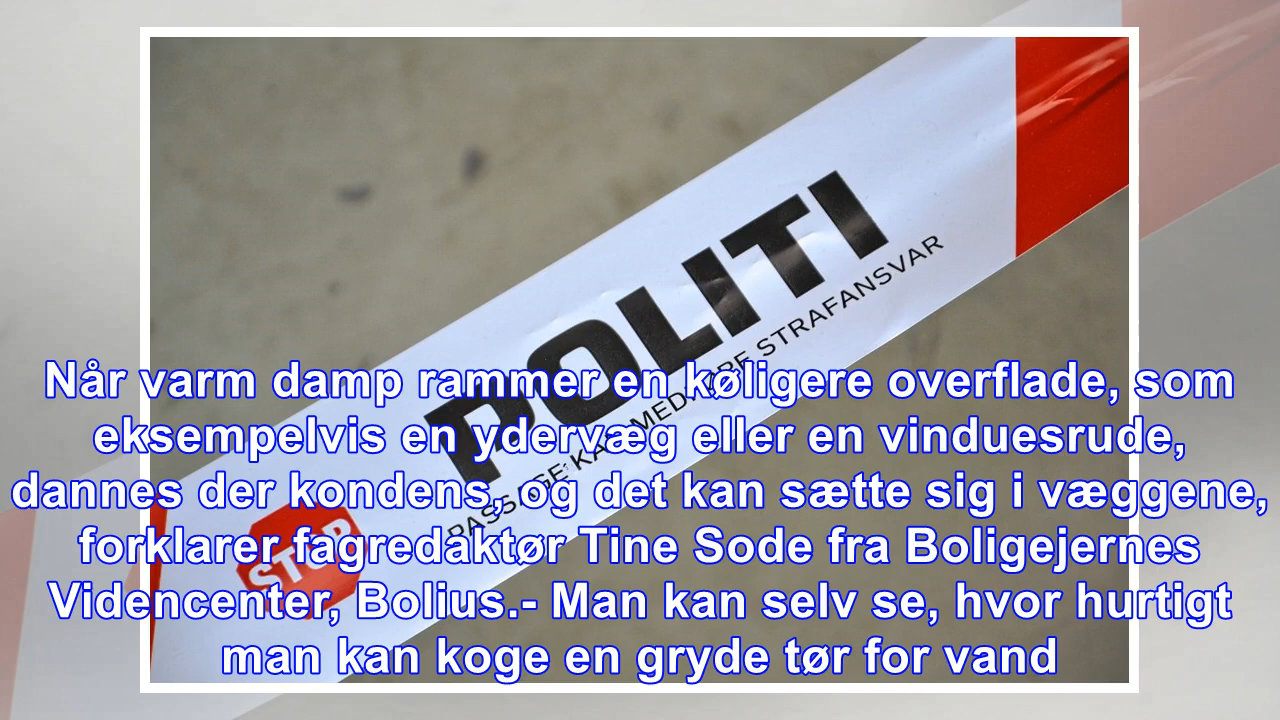 POLITI
PASSAGE KAN MEDFØRE STRAFANSVAR
STOP
Når varm damp rammer en køligere overflade, som
eksempelvis en ydervæg eller en vinduesrude,
dannes der kondens, og det kan sætte sig i væggene,
forklarer fagredaktør Tine Sode fra Boligejernes
Videncenter, Bolius.- Man kan selv se, hvor hurtigt
man kan koge en gryde tør for vand